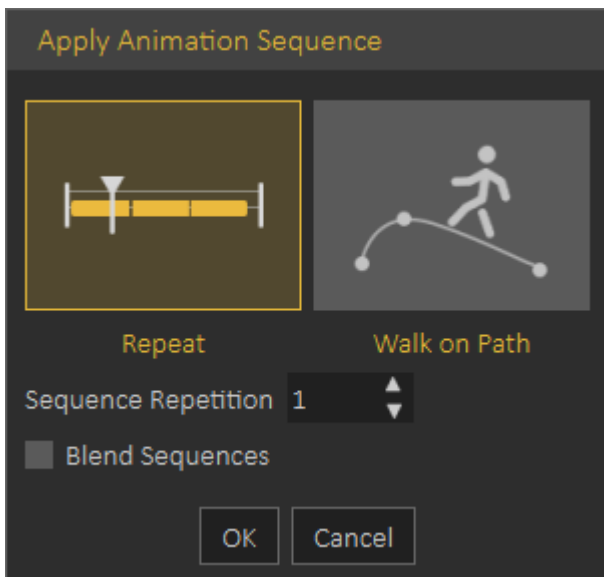 Apply Animation Sequence
Repeat
Walk on Path
Sequence Repetition 1
Blend Sequences
OK
Cancel